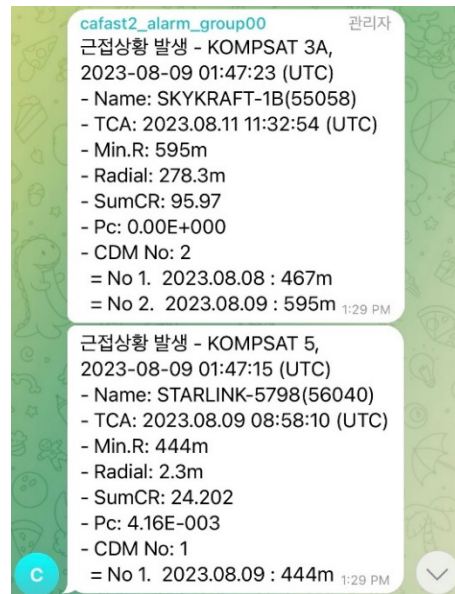 cafast2_alarm_group00 관리자
근접상황 발생 - KOMPSAT 3A,
2023-08-09 01:47:23 (UTC)
- Name: SKYKRAFT-1B(55058)
- TCA: 2023.08.11 11:32:54 (UTC)
- Min.R: 595m
- Radial: 278.3m
- SumCR: 95.97
- Pc: 0.00E+000
- CDM No: 2
= No 1.  2023.08.08 : 467m
= No 2.  2023.08.09 : 595m 1:29 PM
근접상황 발생 - KOMPSAT 5,
2023-08-09 01:47:15 (UTC)
- Name: STARLINK-5798(56040)
- TCA: 2023.08.09 08:58:10 (UTC)
- Min.R: 444m
- Radial: 2.3m
- SumCR: 24.202
- Pc: 4.16E-003
- CDM No: 1
= No 1.  2023.08.09 : 444m 1:29 PM
C